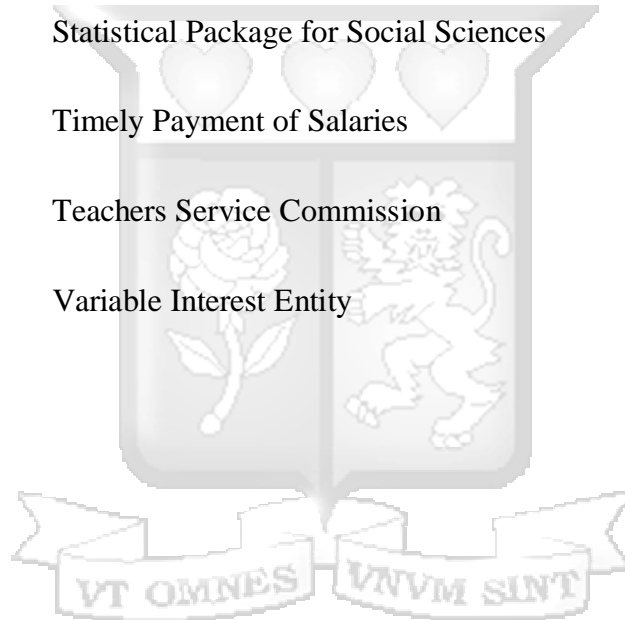 Statistical Package for Social Sciences
Timely Payment of Salaries
Teachers Service Commission
Variable Interest Entity
VT OMNES VNVM SINT